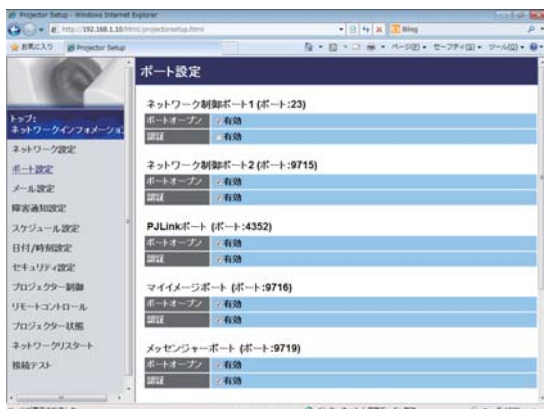 Projector Setup - Windows Internet Explorer
http://192.168.1.10/html/projectorsetup.html
Bing
お気に入り
Projector Setup
ページ(P)
セーフティ(S)
ツール(O)
トップ:
ネットワークインフォメーション
ネットワーク設定
ポート設定
メール設定
障害通知設定
スケジュール設定
日付/時刻設定
セキュリティ設定
プロジェクター制御
リモートコントロール
プロジェクター状態
ネットワークリスタート
接続テスト
ポート設定
ネットワーク制御ポート1 (ポート:23)
ポートオープン 有効
認証 有効
ネットワーク制御ポート2 (ポート:9715)
ポートオープン 有効
認証 有効
PJLinkポート (ポート:4352)
ポートオープン 有効
認証 有効
マイイメージポート (ポート:9716)
ポートオープン 有効
認証 有効
メッセンジャーポート (ポート:9719)
ポートオープン 有効
認証 有効